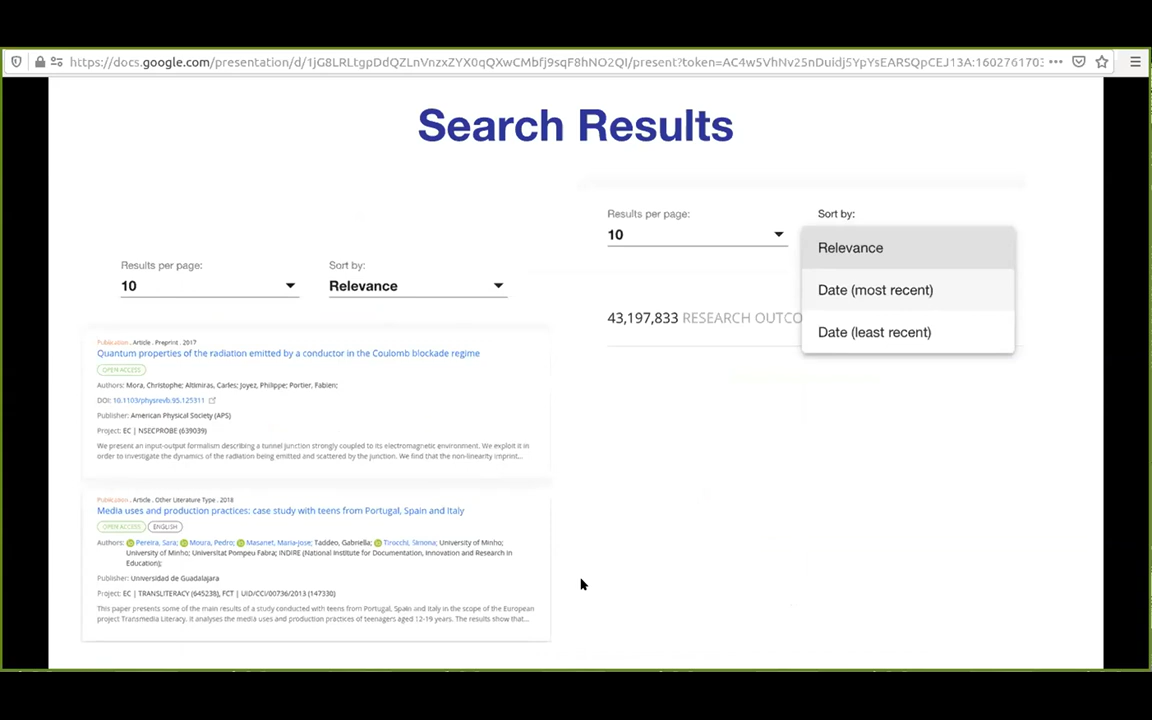 https://docs.google.com/presentation/d/1jG8LRLtgpDdQZLnVnzxZYX0qQXwCMbfj9sqF8hNO2QI/present?token=AC4w5VhNv25nDuidj5YpYsEARSQpCEJ13A:1602761703
Search Results
Results per page:
10
Sort by:
Relevance
Publication . Article . Preprint . 2017
Quantum properties of the radiation emitted by a conductor in the Coulomb blockade regime
OPEN ACCESS
Authors: Mora, Christophe; Altimiras, Carles; Joyez, Philippe; Portier, Fabien;
DOI: 10.1103/physrevb.95.125311
Publisher: American Physical Society (APS)
Project: EC | NSECPROBE (639039)
We present an input-output formalism describing a tunnel junction strongly coupled to its electromagnetic environment. We exploit it in
order to investigate the dynamics of the radiation being emitted and scattered by the junction. We find that the non-linearity imprint...
Publication . Article . Other Literature Type . 2018
Media uses and production practices: case study with teens from Portugal, Spain and Italy
OPEN ACCESS ENGLISH
Authors: Pereira, Sara; Moura, Pedro; Masanet, Maria-jose; Taddeo, Gabriella; Tirocchi, Simona; University of Minho;
University of Minho; Universitat Pompeu Fabra; INDIRE (National Institute for Documentation, Innovation and Research in
Education);
Publisher: Universidad de Guadalajara
Project: EC | TRANSLITERACY (645238), FCT | UID/CCI/00736/2013 (147330)
This paper presents some of the main results of a study conducted with teens from Portugal, Spain and Italy in the scope of the European
project Transmedia Literacy. It analyses the media uses and production practices of teenagers aged 12-19 years. The results show that...
Results per page:
10
Sort by:
Relevance
Date (most recent)
Date (least recent)
43,197,833 RESEARCH OUTCO